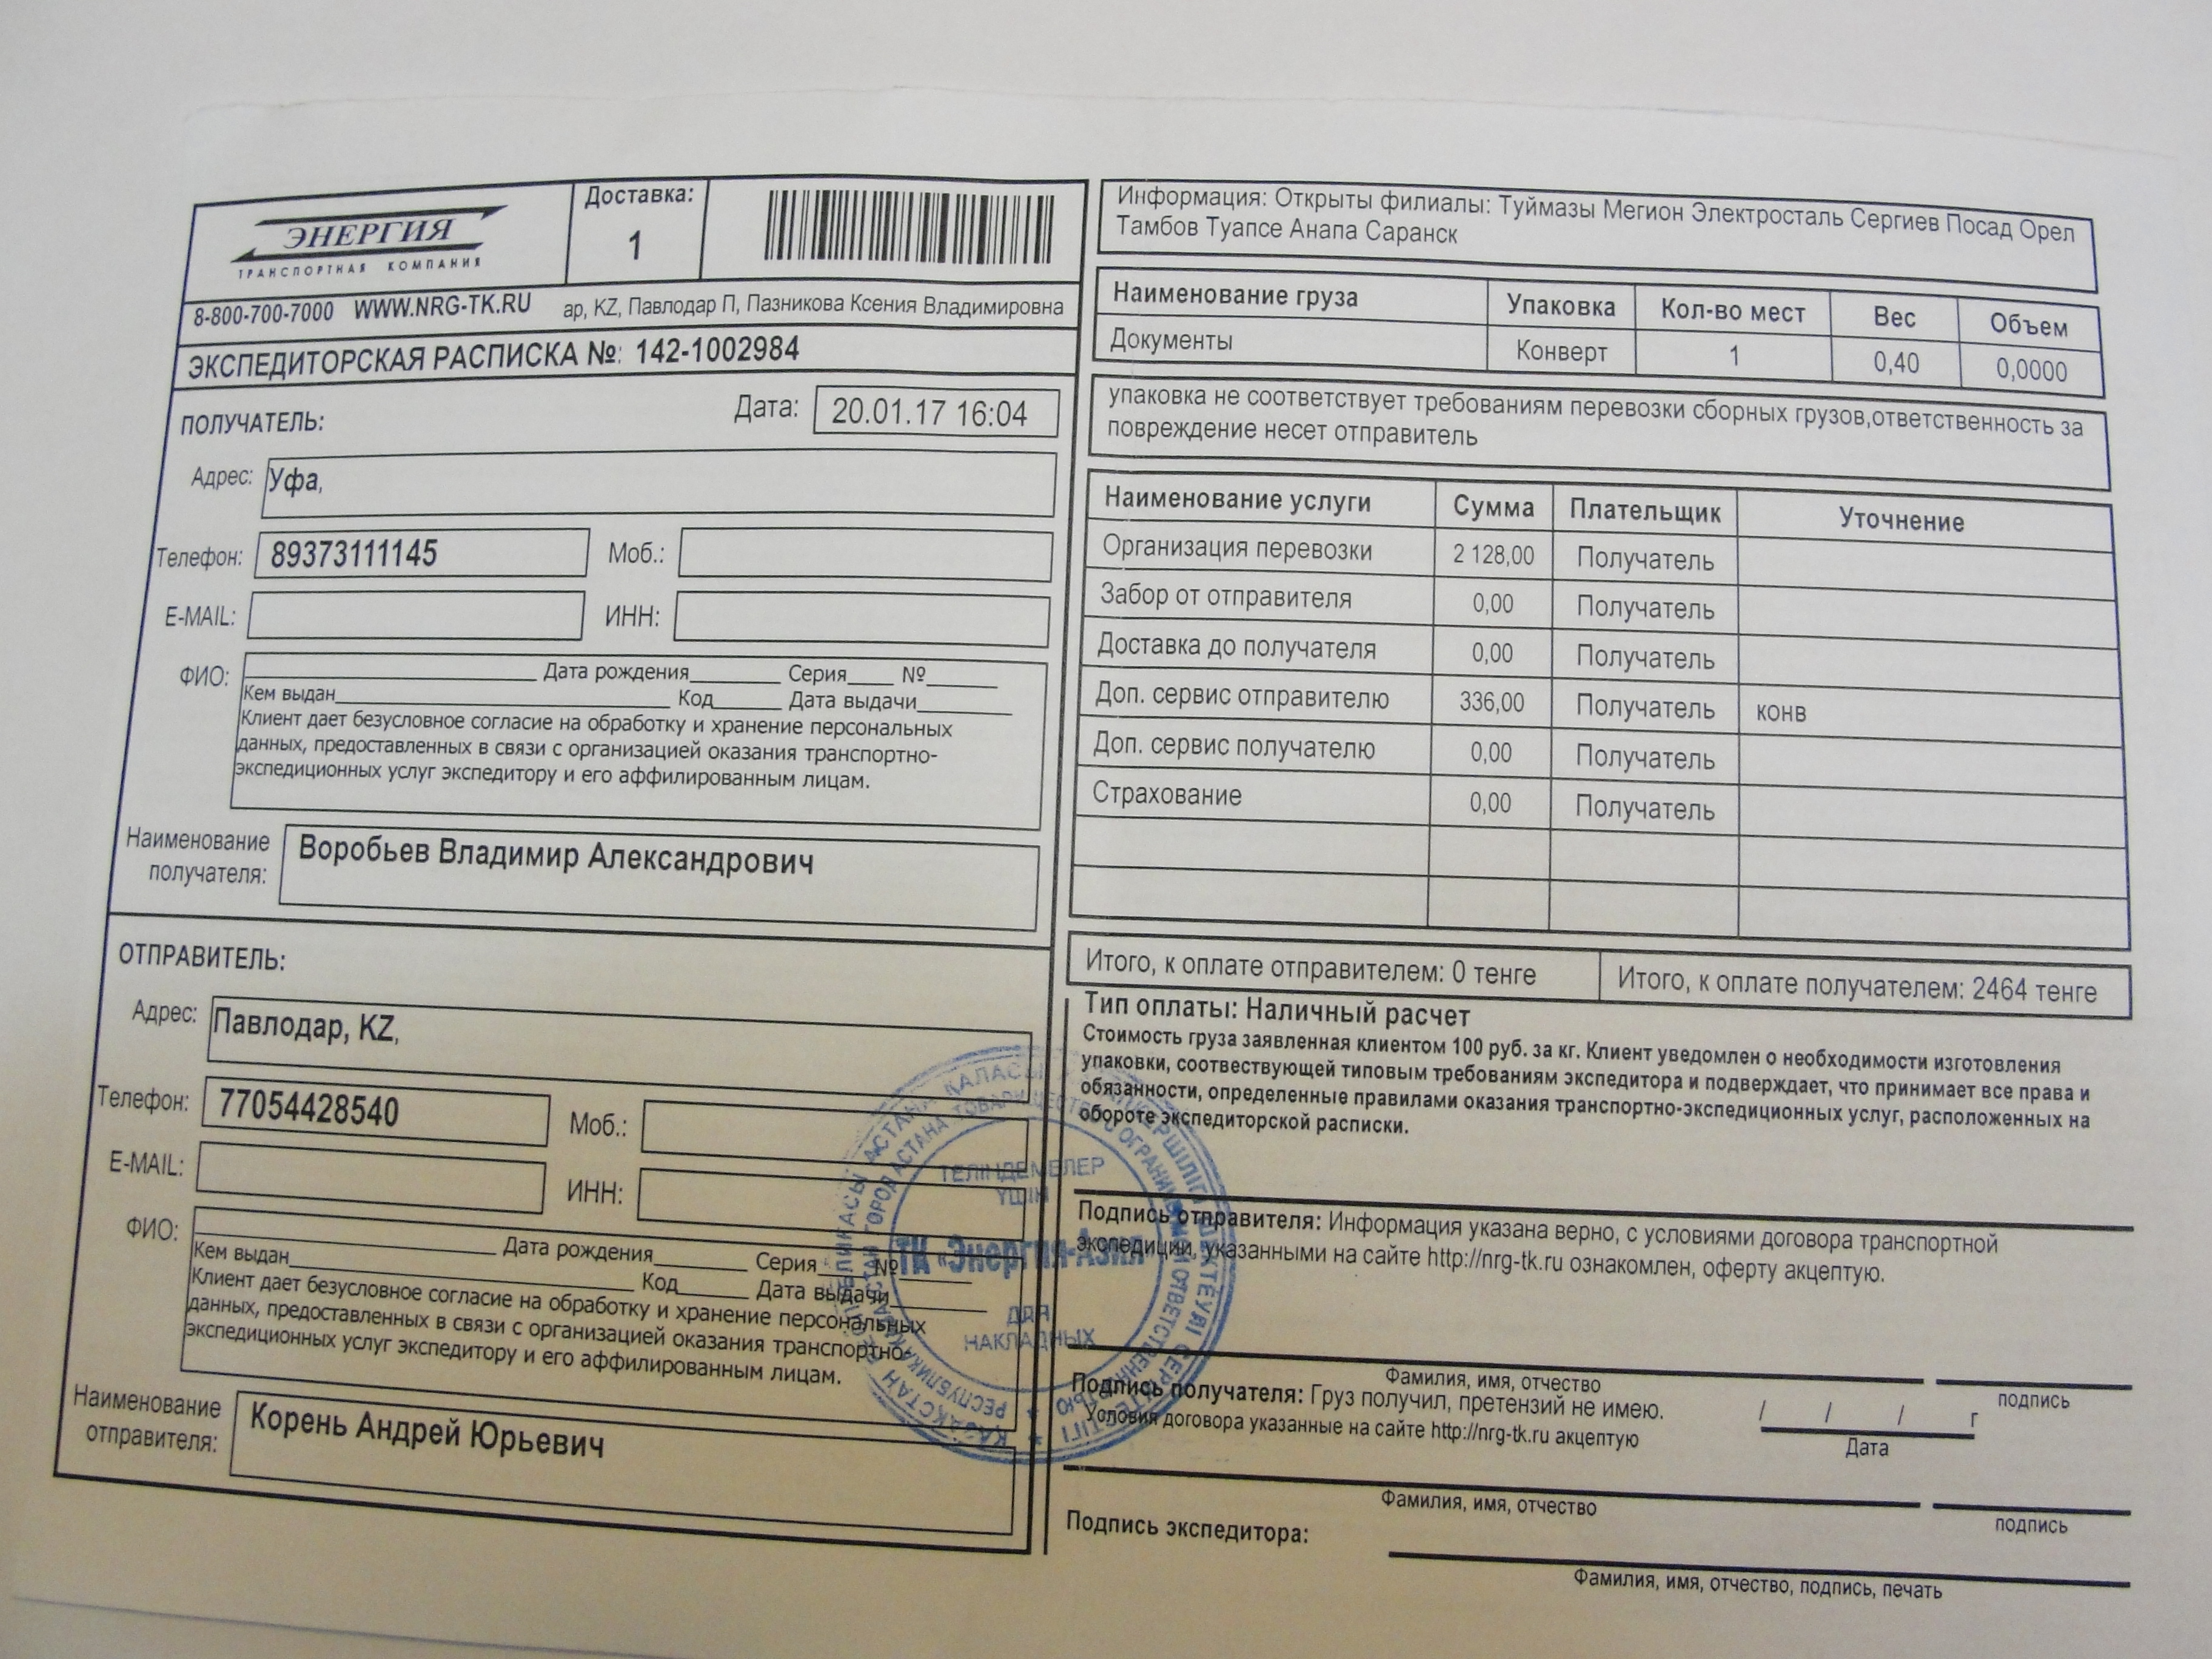 ЭНЕРГИЯ
ТРАНСПОРТНАЯ КОМПАНИЯ
Доставка:
1
8-800-700-7000 WWW.NRG-TK.RU ар, KZ, Павлодар П, Пазникова Ксения Владимировна
ЭКСПЕДИТОРСКАЯ РАСПИСКА №: 142-1002984
ПОЛУЧАТЕЛЬ:
Дата: 20.01.17 16:04
Адрес: Уфа,
Телефон: 89373111145 Моб.:
E-MAIL: ИНН:
ФИО: Дата рождения Серия №
Кем выдан Код Дата выдачи
Клиент дает безусловное согласие на обработку и хранение персональных
данных, предоставленных в связи с организацией оказания транспортно-
экспедиционных услуг экспедитору и его аффилированным лицам.
Наименование
получателя:
Воробьев Владимир Александрович
ОТПРАВИТЕЛЬ:
Адрес: Павлодар, KZ,
Телефон: 77054428540 Моб.:
E-MAIL: ИНН:
ФИО: Дата рождения Серия №
Кем выдан Код Дата выдачи
Клиент дает безусловное согласие на обработку и хранение персональных
данных, предоставленных в связи с организацией оказания транспортно-
экспедиционных услуг экспедитору и его аффилированным лицам.
Наименование
отправителя:
Корень Андрей Юрьевич
Информация: Открыты филиалы: Туймазы Мегион Электросталь Сергиев Посад Орел
Тамбов Туапсе Анапа Саранск
Наименование груза Упаковка Кол-во мест Вес Объем
Документы Конверт 1 0,40 0,0000
упаковка не соответствует требованиям перевозки сборных грузов,ответственность за
повреждение несет отправитель
Наименование услуги Сумма Плательщик Уточнение
Организация перевозки 2 128,00 Получатель
Забор от отправителя 0,00 Получатель
Доставка до получателя 0,00 Получатель
Доп. сервис отправителю 336,00 Получатель конв
Доп. сервис получателю 0,00 Получатель
Страхование 0,00 Получатель
Итого, к оплате отправителем: 0 тенге Итого, к оплате получателем: 2464 тенге
Тип оплаты: Наличный расчет
Стоимость груза заявленная клиентом 100 руб. за кг. Клиент уведомлен о необходимости изготовления
упаковки, соотвествующей типовым требованиям экспедитора и подверждает, что принимает все права и
обязанности, определенные правилами оказания транспортно-экспедиционных услуг, расположенных на
обороте экспедиторской расписки.
Подпись отправителя: Информация указана верно, с условиями договора транспортной
экспедиции, указанными на сайте http://nrg-tk.ru ознакомлен, оферту акцептую.
Фамилия, имя, отчество подпись
Подпись получателя: Груз получил, претензий не имею.
Условия договора указанные на сайте http://nrg-tk.ru акцептую
/ / / г
Дата
Фамилия, имя, отчество подпись
Подпись экспедитора:
Фамилия, имя, отчество, подпись, печать
ТЕЛІНДЕМЕЛЕР
ҮШІН
ТК «Энергия-Азия»
ДЛЯ
НАКЛАДНЫХ